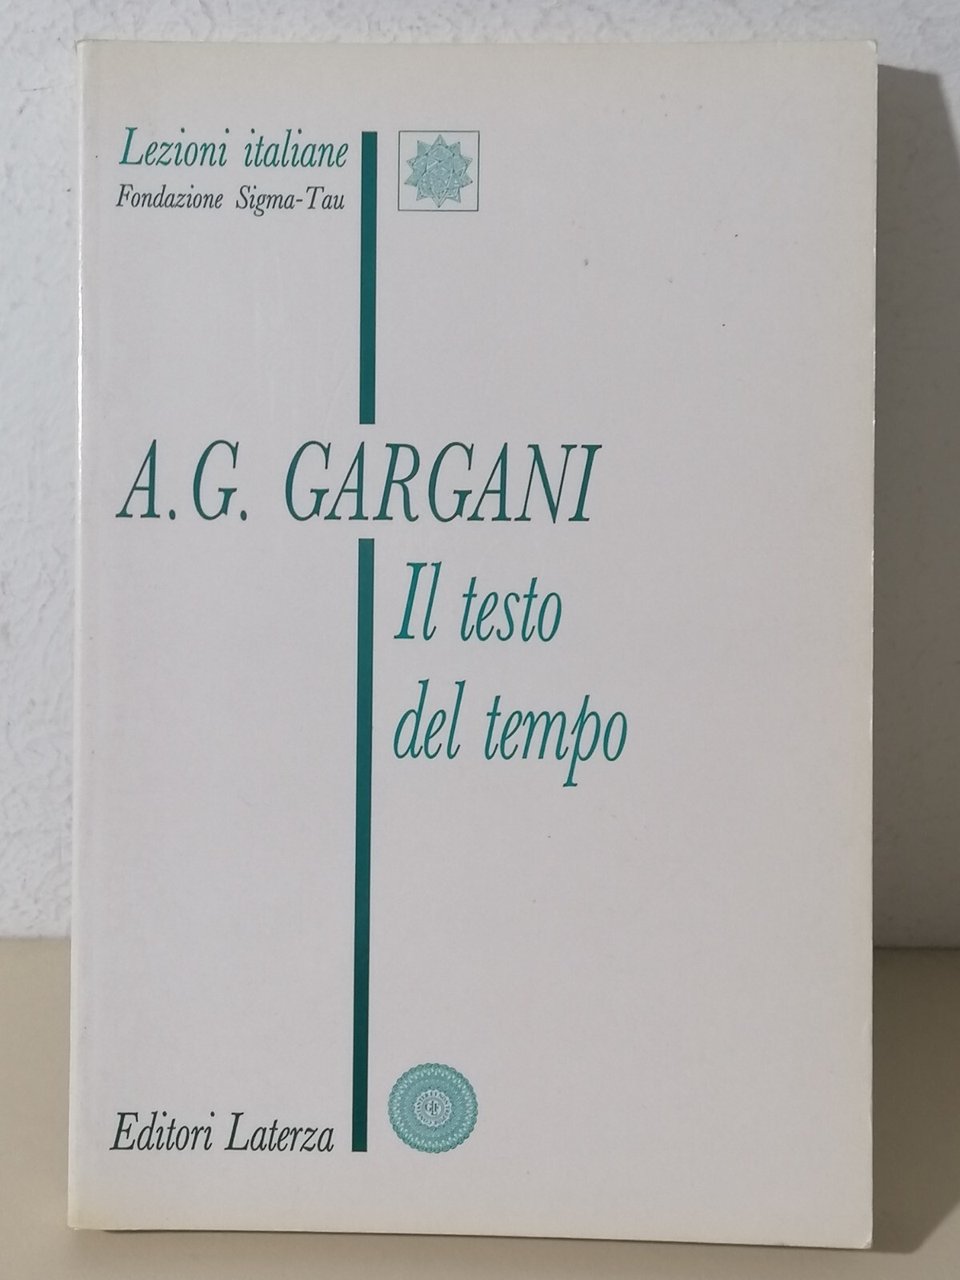 Lezioni italiane
Fondazione Sigma-Tau
A. G. GARGANI
Il testo
del tempo
Editori Laterza